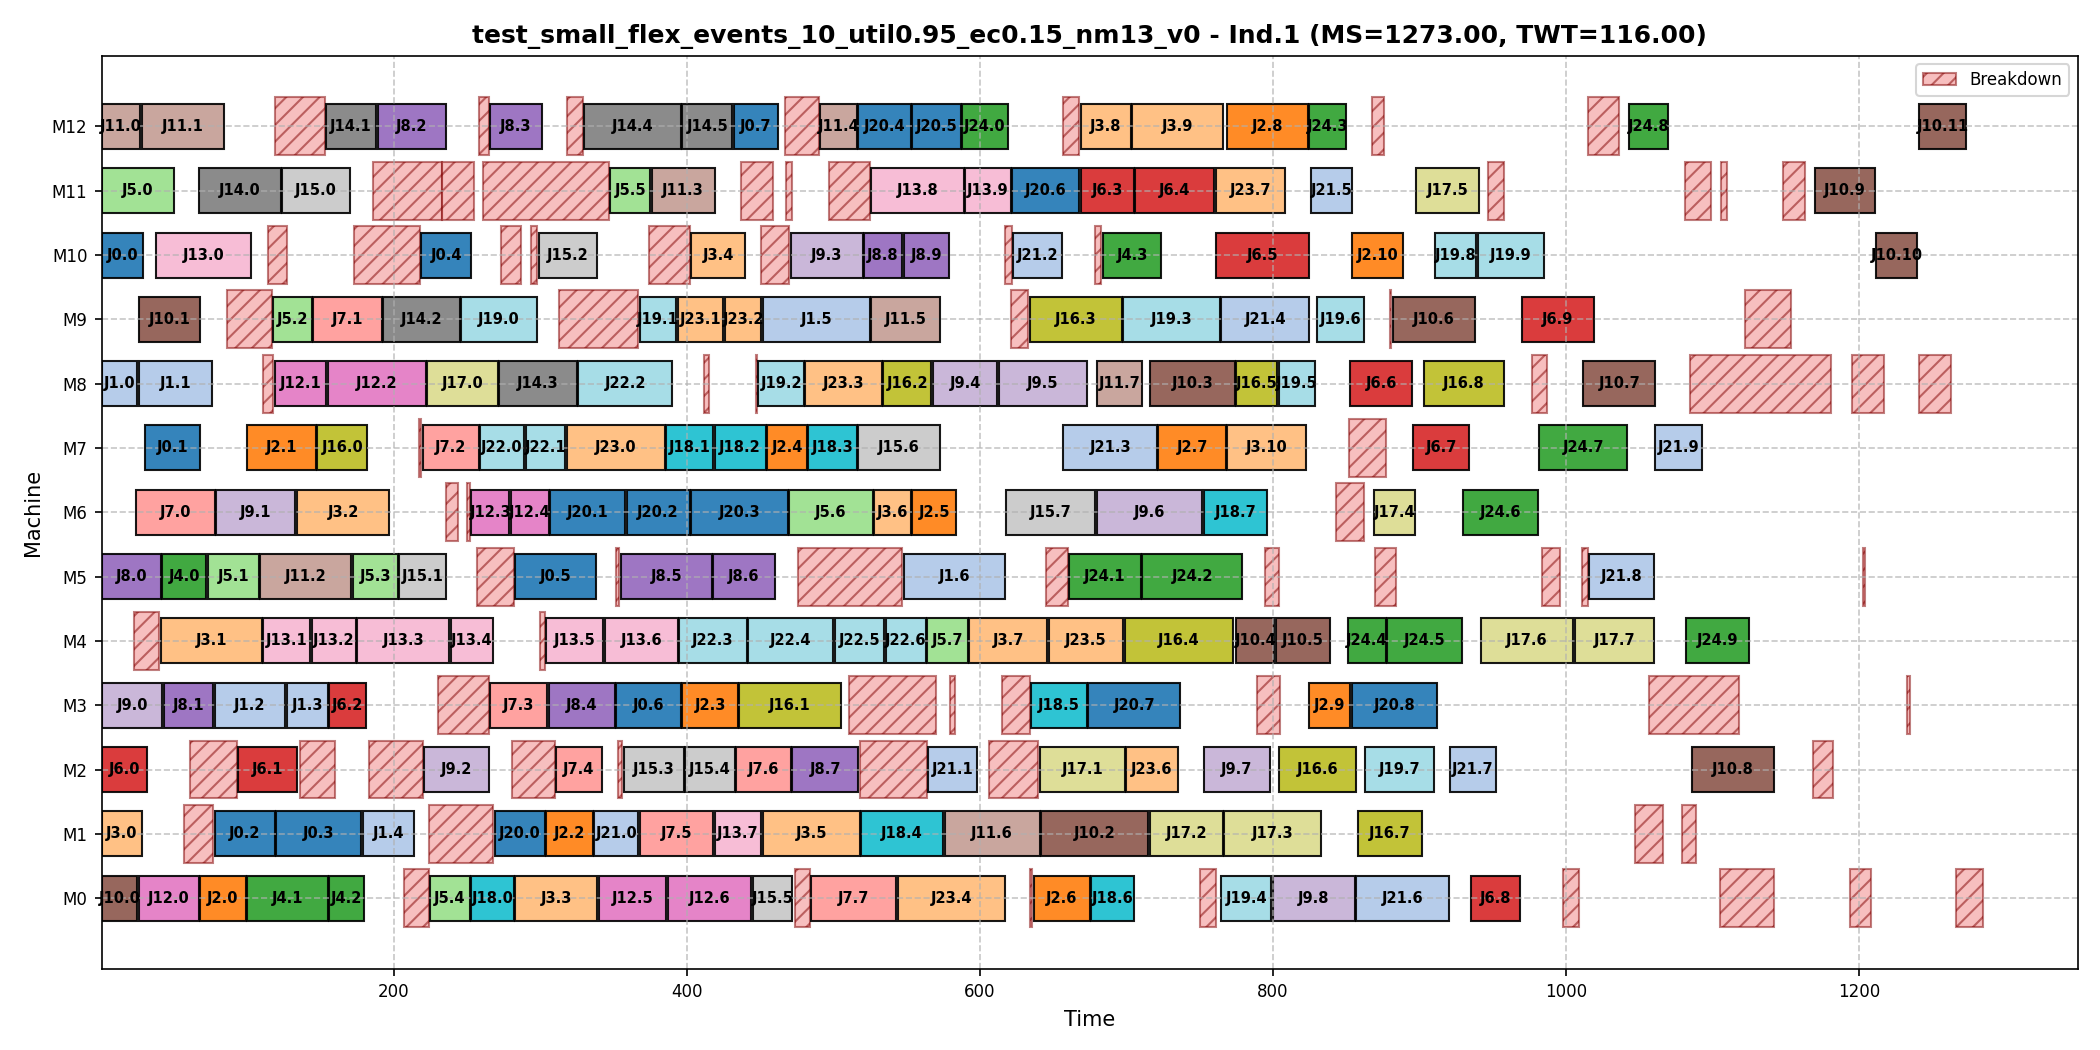 test_small_flex_events_10_util0.95_ec0.15_nm13_v0 - Ind.1 (MS=1273.00, TWT=116.00)
Breakdown
M12 J11.0 J11.1 J14.1 J8.2 J8.3 J14.4 J14.5 J0.7 J11.4 J20.4 J20.5 J24.0 J3.8 J3.9 J2.8 J24.3 J24.8 J10.11
M11 J5.0 J14.0 J15.0 J5.5 J11.3 J13.8 J13.9 J20.6 J6.3 J6.4 J23.7 J21.5 J17.5 J10.9
M10 J0.0 J13.0 J0.4 J15.2 J3.4 J9.3 J8.8 J8.9 J21.2 J4.3 J6.5 J2.10 J19.8 J19.9 J10.10
M9 J10.1 J5.2 J7.1 J14.2 J19.0 J19.1 J23.1 J23.2 J1.5 J11.5 J16.3 J19.3 J21.4 J19.6 J10.6 J6.9
M8 J1.0 J1.1 J12.1 J12.2 J17.0 J14.3 J22.2 J19.2 J23.3 J16.2 J9.4 J9.5 J11.7 J10.3 J16.5 J19.5 J6.6 J16.8 J10.7
M7 J0.1 J2.1 J16.0 J7.2 J22.0 J22.1 J23.0 J18.1 J18.2 J2.4 J18.3 J15.6 J21.3 J2.7 J3.10 J6.7 J24.7 J21.9
M6 J7.0 J9.1 J3.2 J12.3 J12.4 J20.1 J20.2 J20.3 J5.6 J3.6 J2.5 J15.7 J9.6 J18.7 J17.4 J24.6
M5 J8.0 J4.0 J5.1 J11.2 J5.3 J15.1 J0.5 J8.5 J8.6 J1.6 J24.1 J24.2 J21.8
M4 J3.1 J13.1 J13.2 J13.3 J13.4 J13.5 J13.6 J22.3 J22.4 J22.5 J22.6 J5.7 J3.7 J23.5 J16.4 J10.4 J10.5 J24.4 J24.5 J17.6 J17.7 J24.9
M3 J9.0 J8.1 J1.2 J1.3 J6.2 J7.3 J8.4 J0.6 J2.3 J16.1 J18.5 J20.7 J2.9 J20.8
M2 J6.0 J6.1 J9.2 J7.4 J15.3 J15.4 J7.6 J8.7 J21.1 J17.1 J23.6 J9.7 J16.6 J19.7 J21.7 J10.8
M1 J3.0 J0.2 J0.3 J1.4 J20.0 J2.2 J21.0 J7.5 J13.7 J3.5 J18.4 J11.6 J10.2 J17.2 J17.3 J16.7
M0 J10.0 J12.0 J2.0 J4.1 J4.2 J5.4 J18.0 J3.3 J12.5 J12.6 J15.5 J7.7 J23.4 J2.6 J18.6 J19.4 J9.8 J21.6 J6.8
200 400 600 800 1000 1200
Time
Machine